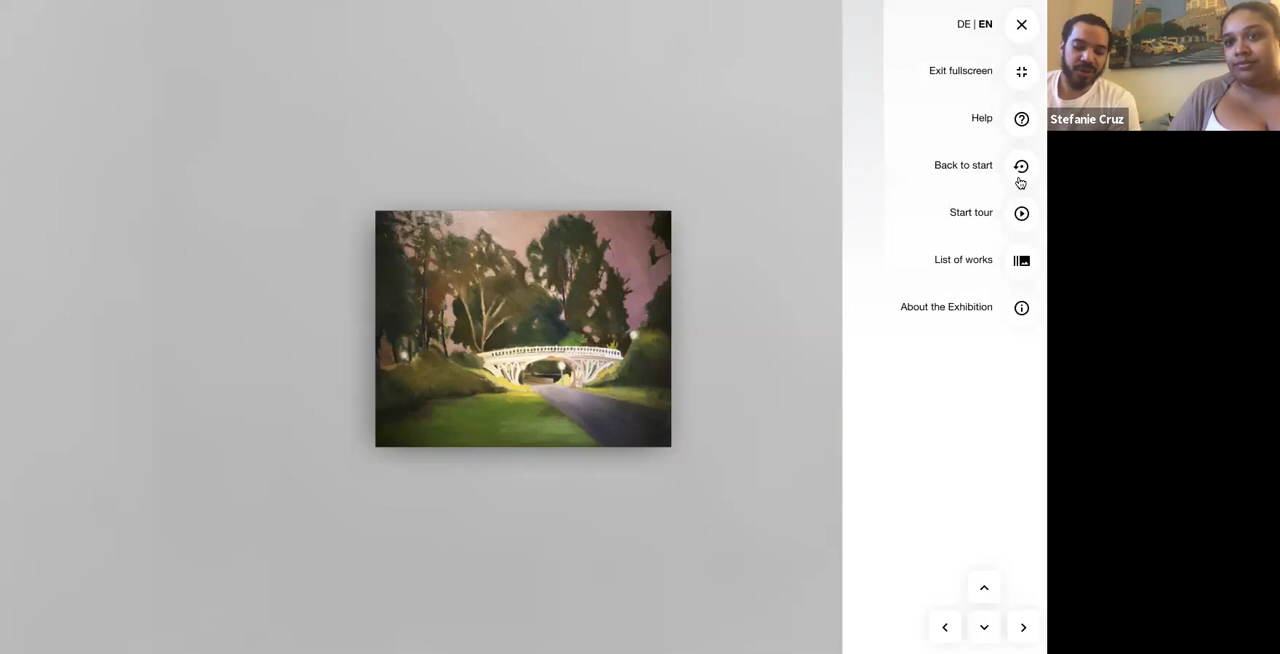 DE | EN
Exit fullscreen
Help
Back to start
Start tour
List of works
About the Exhibition
Stefanie Cruz